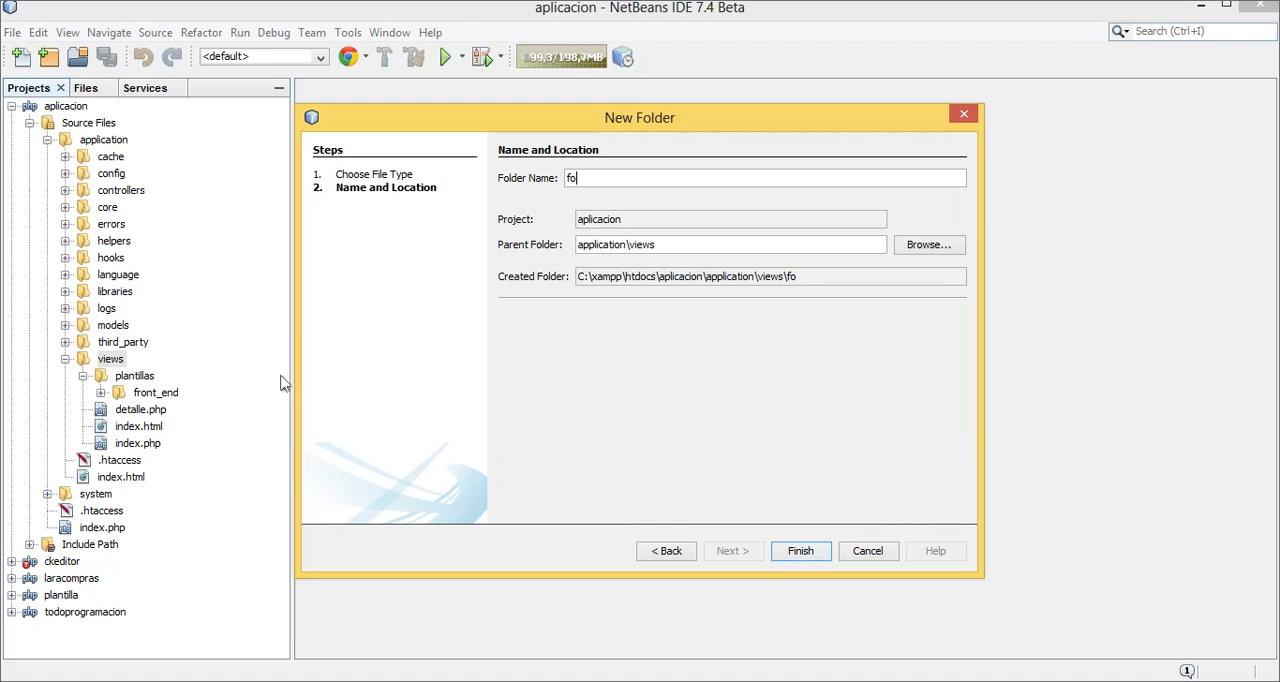 aplicacion - NetBeans IDE 7.4 Beta
File Edit View Navigate Source Refactor Run Debug Team Tools Window Help
Search (Ctrl+I)
<default>
99,3/198,7MB
Projects Files Services
aplicacion
Source Files
application
cache
config
controllers
core
errors
helpers
hooks
language
libraries
logs
models
third_party
views
plantillas
front_end
detalle.php
index.html
index.php
.htaccess
index.html
system
.htaccess
index.php
Include Path
ckeditor
laracompras
plantilla
todoprogramacion
New Folder
Steps
1. Choose File Type
2. Name and Location
Name and Location
Folder Name: fo
Project: aplicacion
Parent Folder: application\views Browse...
Created Folder: C:\xampp\htdocs\aplicacion\application\views\fo
< Back Next > Finish Cancel Help
1